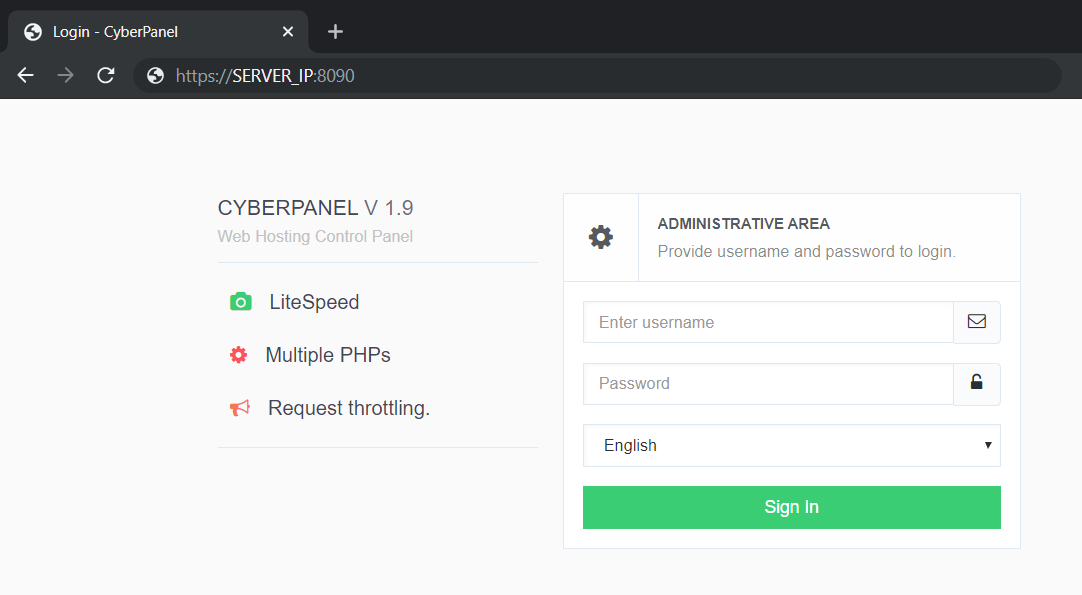 Login - CyberPanel
https://SERVER_IP:8090
CYBERPANEL V 1.9
Web Hosting Control Panel
LiteSpeed
Multiple PHPs
Request throttling.
ADMINISTRATIVE AREA
Provide username and password to login.
Enter username
Password
English
Sign In